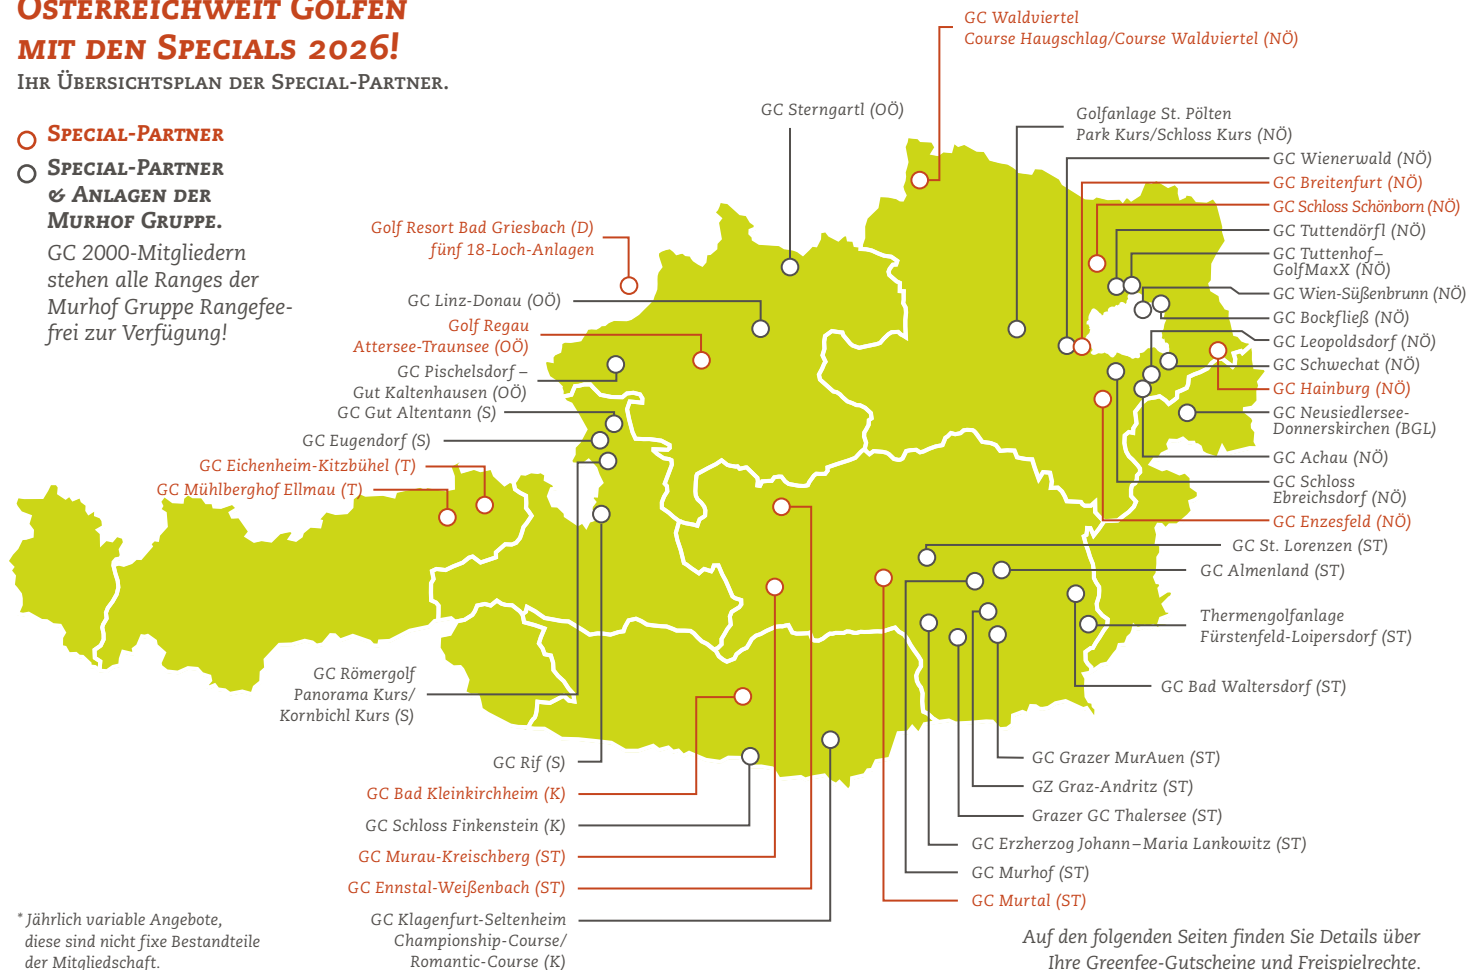 Österreichweit Golfen
mit den Specials 2026!
Ihr Übersichtsplan der Special-Partner.
Special-Partner
Special-Partner
& Anlagen der
Murhof Gruppe.
GC 2000-Mitgliedern
stehen alle Ranges der
Murhof Gruppe Rangefee-
frei zur Verfügung!
GC Waldviertel
Course Haugschlag/Course Waldviertel (NÖ)
GC Sterngartl (OÖ)
Golfanlage St. Pölten
Park Kurs/Schloss Kurs (NÖ)
GC Wienerwald (NÖ)
GC Breitenfurt (NÖ)
GC Schloss Schönborn (NÖ)
GC Tuttendörfl (NÖ)
GC Tuttenhof–
GolfMaxX (NÖ)
GC Wien-Süßenbrunn (NÖ)
GC Bockfließ (NÖ)
GC Leopoldsdorf (NÖ)
GC Schwechat (NÖ)
GC Hainburg (NÖ)
GC Neusiedlersee-
Donnerskirchen (BGL)
GC Achau (NÖ)
GC Schloss
Ebreichsdorf (NÖ)
GC Enzesfeld (NÖ)
GC St. Lorenzen (ST)
GC Almenland (ST)
Thermengolfanlage
Fürstenfeld-Loipersdorf (ST)
GC Bad Waltersdorf (ST)
Golf Resort Bad Griesbach (D)
fünf 18-Loch-Anlagen
GC Linz-Donau (OÖ)
Golf Regau
Attersee-Traunsee (OÖ)
GC Pischelsdorf –
Gut Kaltenhausen (OÖ)
GC Gut Altentann (S)
GC Eugendorf (S)
GC Eichenheim-Kitzbühel (T)
GC Mühlberghof Ellmau (T)
GC Römergolf
Panorama Kurs/
Kornbichl Kurs (S)
GC Rif (S)
GC Bad Kleinkirchheim (K)
GC Schloss Finkenstein (K)
GC Murau-Kreischberg (ST)
GC Ennstal-Weißenbach (ST)
GC Klagenfurt-Seltenheim
Championship-Course/
Romantic-Course (K)
GC Grazer MurAuen (ST)
GZ Graz-Andritz (ST)
Grazer GC Thalersee (ST)
GC Erzherzog Johann–Maria Lankowitz (ST)
GC Murhof (ST)
GC Murtal (ST)
* Jährlich variable Angebote,
diese sind nicht fixe Bestandteile
der Mitgliedschaft.
Auf den folgenden Seiten finden Sie Details über
Ihre Greenfee-Gutscheine und Freispielrechte.